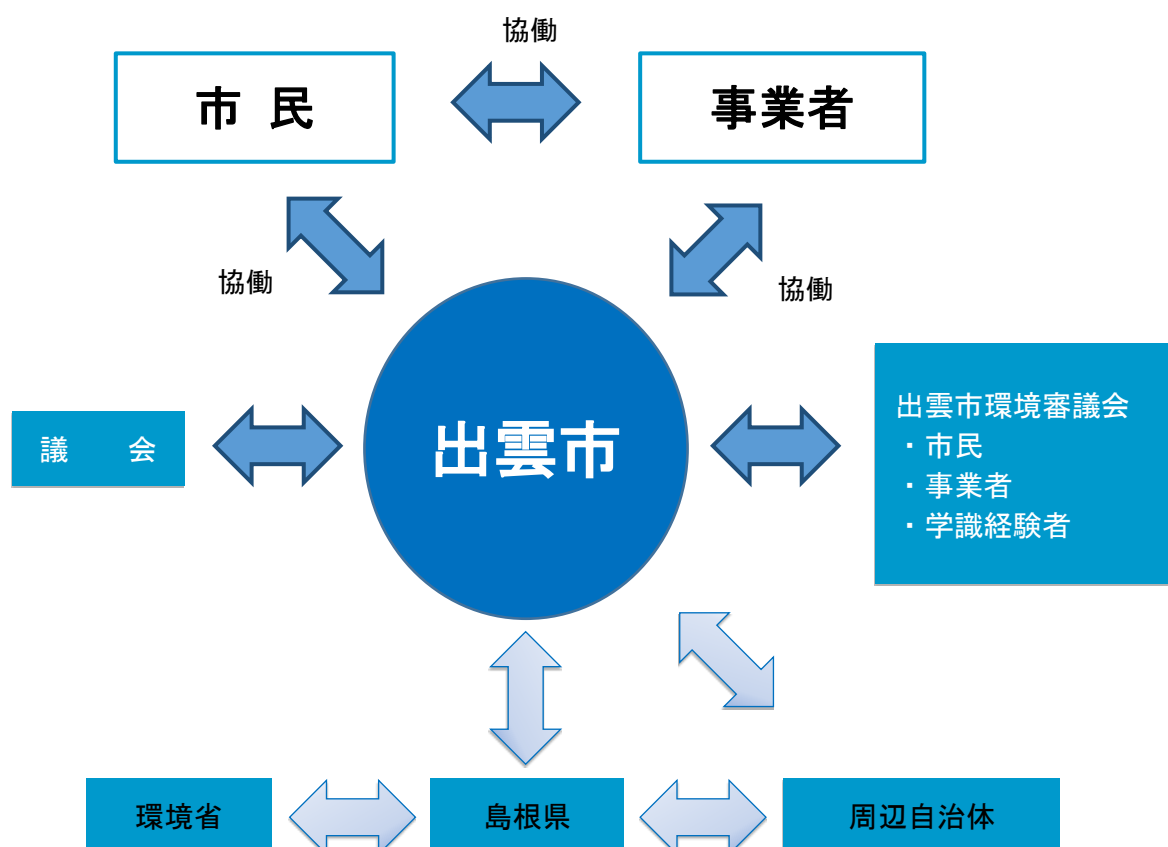 協働
市 民
事業者
協働
協働
出雲市
議　　会
出雲市環境審議会
・市民
・事業者
・学識経験者
環境省
島根県
周辺自治体